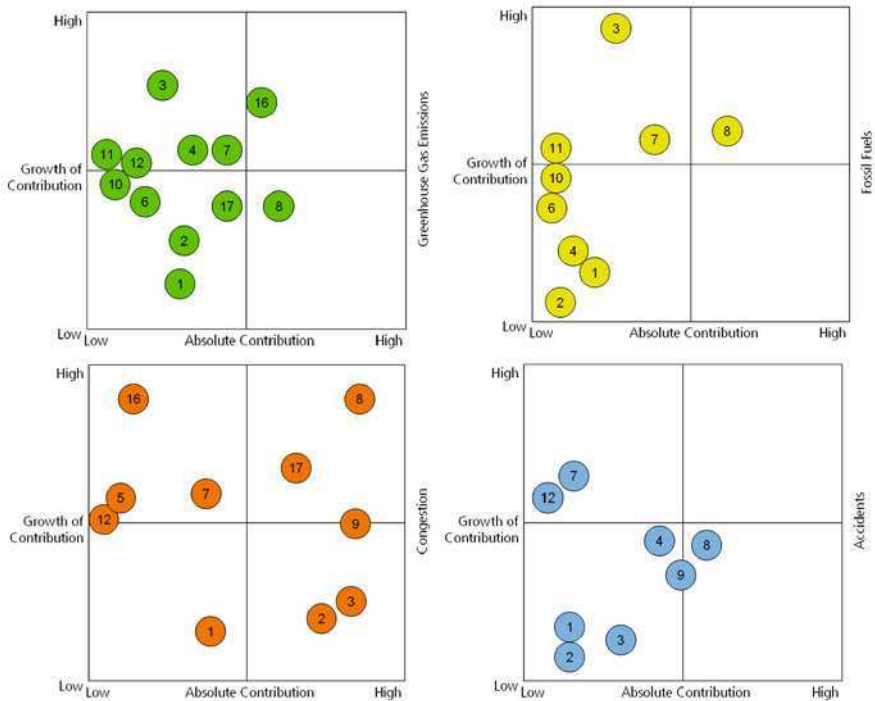 High
3
16
11
12
4
7
Growth of
Contribution
10
6
17
8
2
1
Low
Low
Absolute Contribution
High
Greenhouse Gas Emissions
High
3
7
8
11
Growth of
Contribution
10
6
4
1
2
Low
Low
Absolute Contribution
High
Fossil Fuels
High
16
8
17
5
7
12
Growth of
Contribution
9
3
2
1
Low
Low
Absolute Contribution
High
Congestion
High
7
12
Growth of
Contribution
4
8
9
1
3
2
Low
Low
Absolute Contribution
High
Accidents